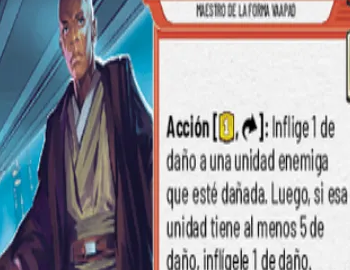 MAESTRO DE LA FORMA VAAPAD
Acción [1, ]: Inflige 1 de
daño a una unidad enemiga
que esté dañada. Luego, si esa
unidad tiene al menos 5 de
daño, inflígele 1 de daño.